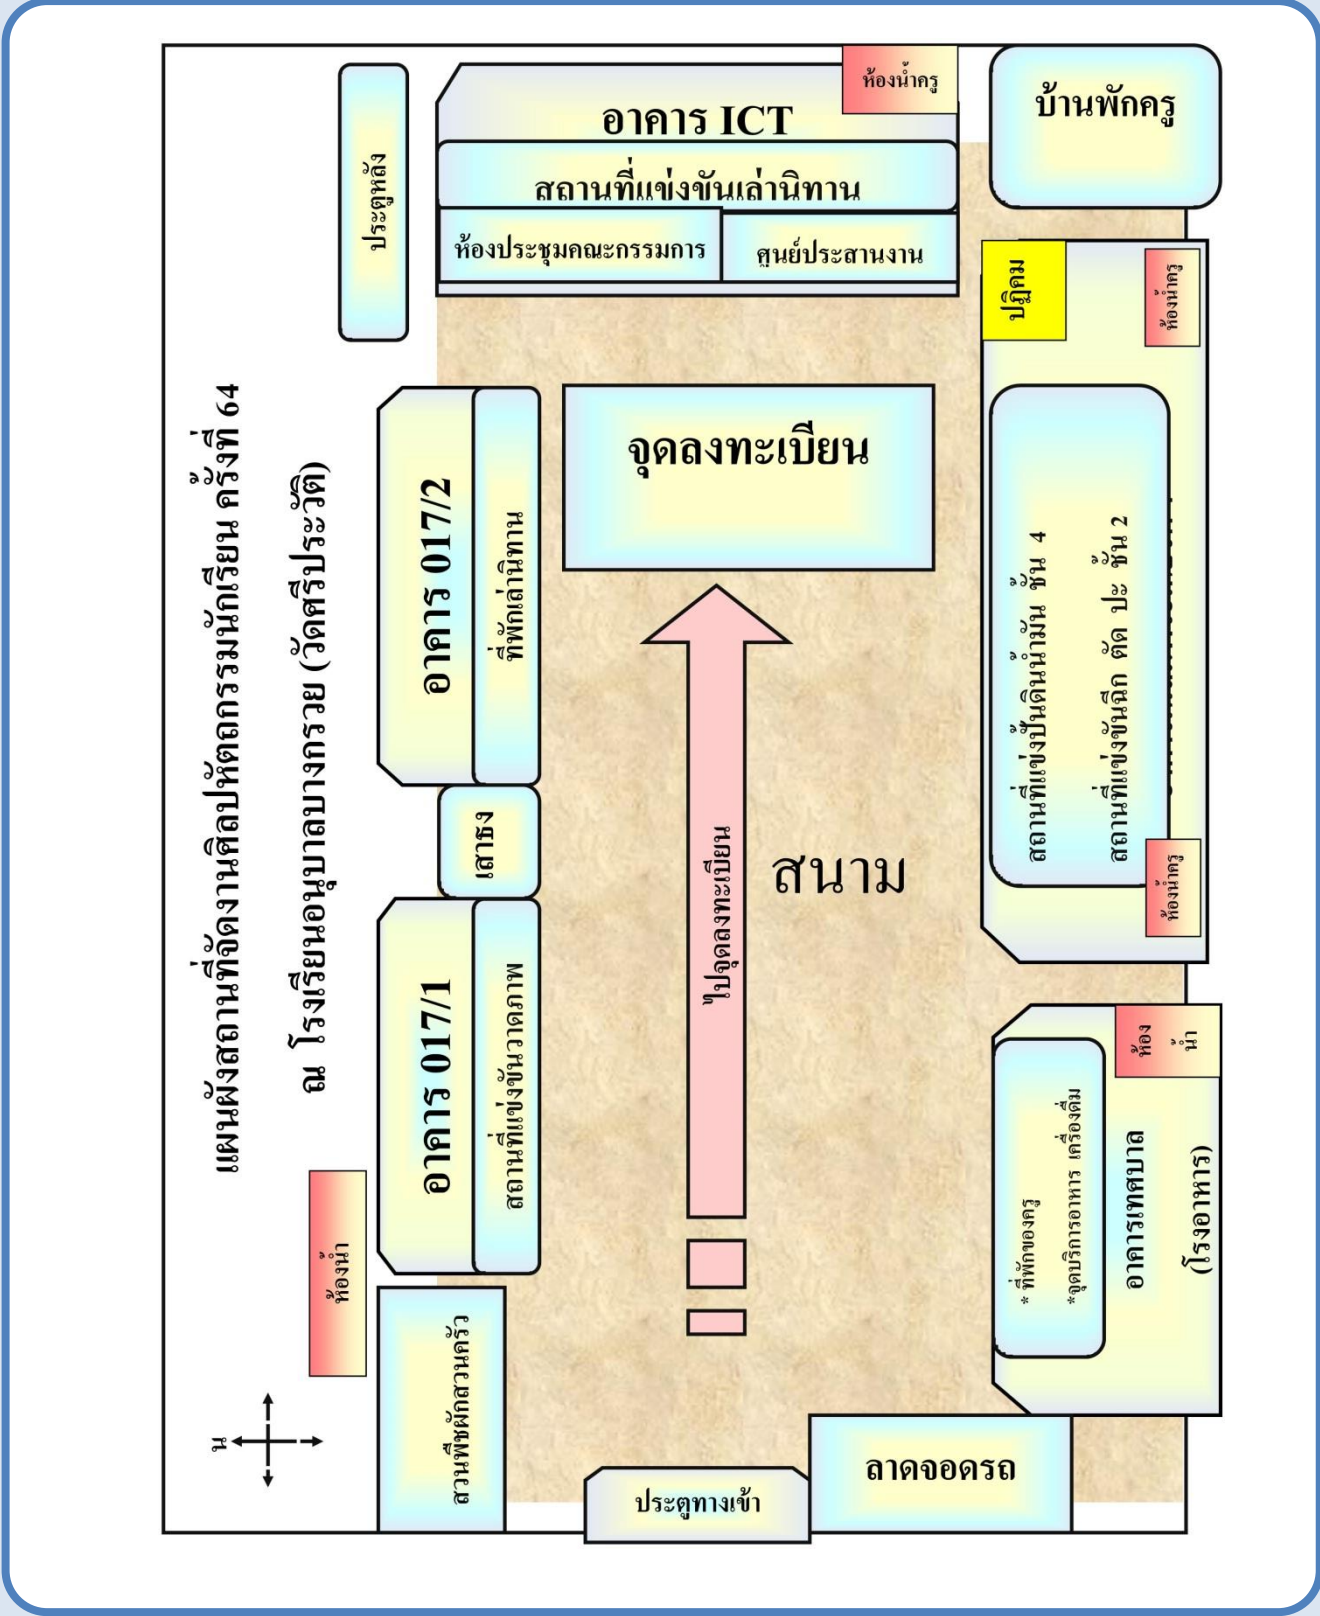 แผนผังสถานที่จัดงานศิลปหัตถกรรมนักเรียน ครั้งที่ 64
ณ โรงเรียนอนุบาลบางกรวย (วัดศรีประวัติ)
ประตูหลัง
ห้องน้ำครู
อาคาร ICT
สถานที่แข่งขันเล่านิทาน
ห้องประชุมคณะกรรมการ
ศูนย์ประสานงาน
บ้านพักครู
ปฏิคม
ห้องน้ำครู
อาคาร 017/2
ที่พักเล่านิทาน
จุดลงทะเบียน
สถานที่แข่งปั้นดินน้ำมัน ชั้น 4
สถานที่แข่งขันฉีก ตัด ปะ ชั้น 2
ห้องน้ำครู
เสาธง
ไปจุดลงทะเบียน
สนาม
อาคาร 017/1
สถานที่แข่งขันวาดภาพ
ห้อง
น้ำ
* ที่พักของครู
*จุดบริการอาหาร เครื่องดื่ม
อาคารเทศบาล
(โรงอาหาร)
ห้องน้ำ
สวนพืชผักสวนครัว
น
ประตูทางเข้า
ลาดจอดรถ